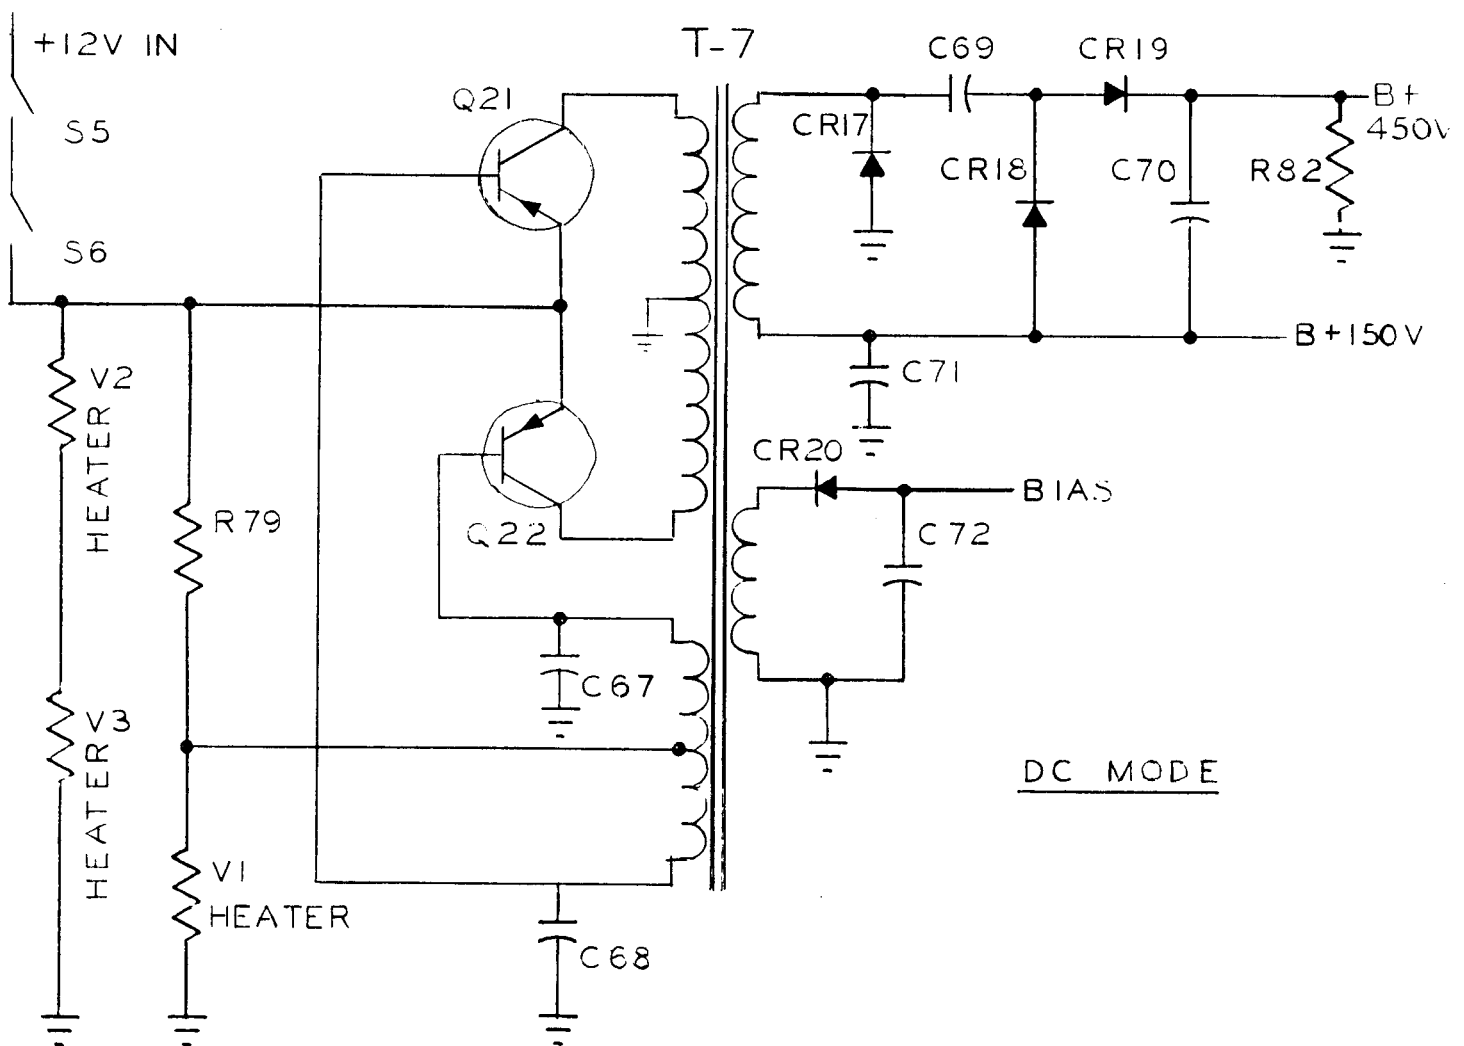 +12V IN
T-7
C69
CR19
Q21
B+
450V
CR17
S5
CR18
C70
R82
S6
B+150V
V2
HEATER
C71
CR20
BIAS
R79
Q22
C72
C67
V3
HEATER
DC MODE
V1
HEATER
C68